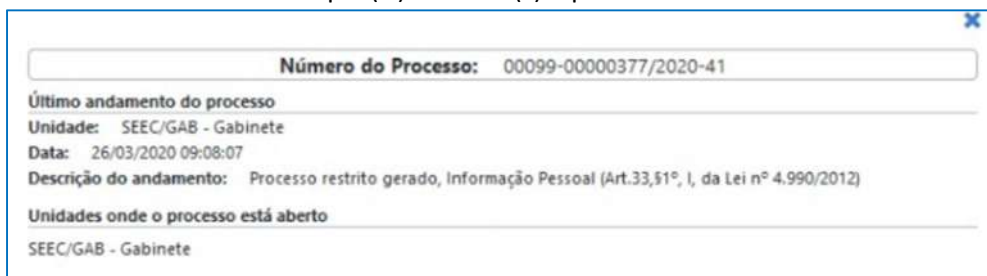 Número do Processo: 00099-00000377/2020-41
Último andamento do processo
Unidade: SEEC/GAB - Gabinete
Data: 26/03/2020 09:08:07
Descrição do andamento: Processo restrito gerado, Informação Pessoal (Art.33,§1º, I, da Lei nº 4.990/2012)
Unidades onde o processo está aberto
SEEC/GAB - Gabinete